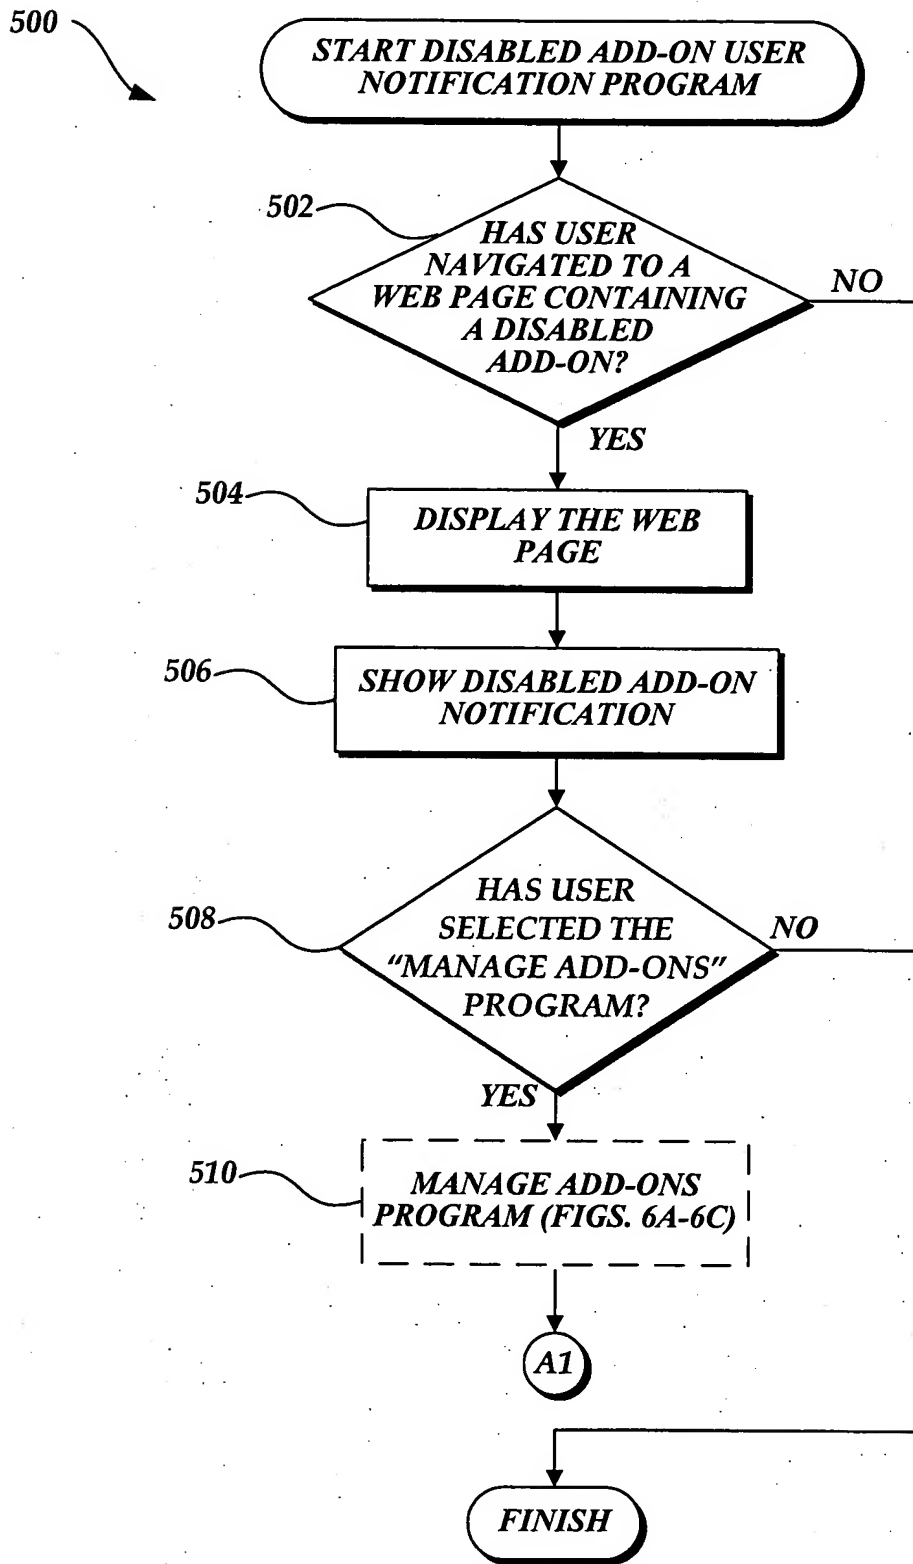 500
START DISABLED ADD-ON USER
NOTIFICATION PROGRAM
502
HAS USER
NAVIGATED TO A
WEB PAGE CONTAINING
A DISABLED
ADD-ON?
NO
YES
504
DISPLAY THE WEB
PAGE
506
SHOW DISABLED ADD-ON
NOTIFICATION
508
HAS USER
SELECTED THE
“MANAGE ADD-ONS”
PROGRAM?
NO
YES
510
MANAGE ADD-ONS
PROGRAM (FIGS. 6A-6C)
A1
FINISH